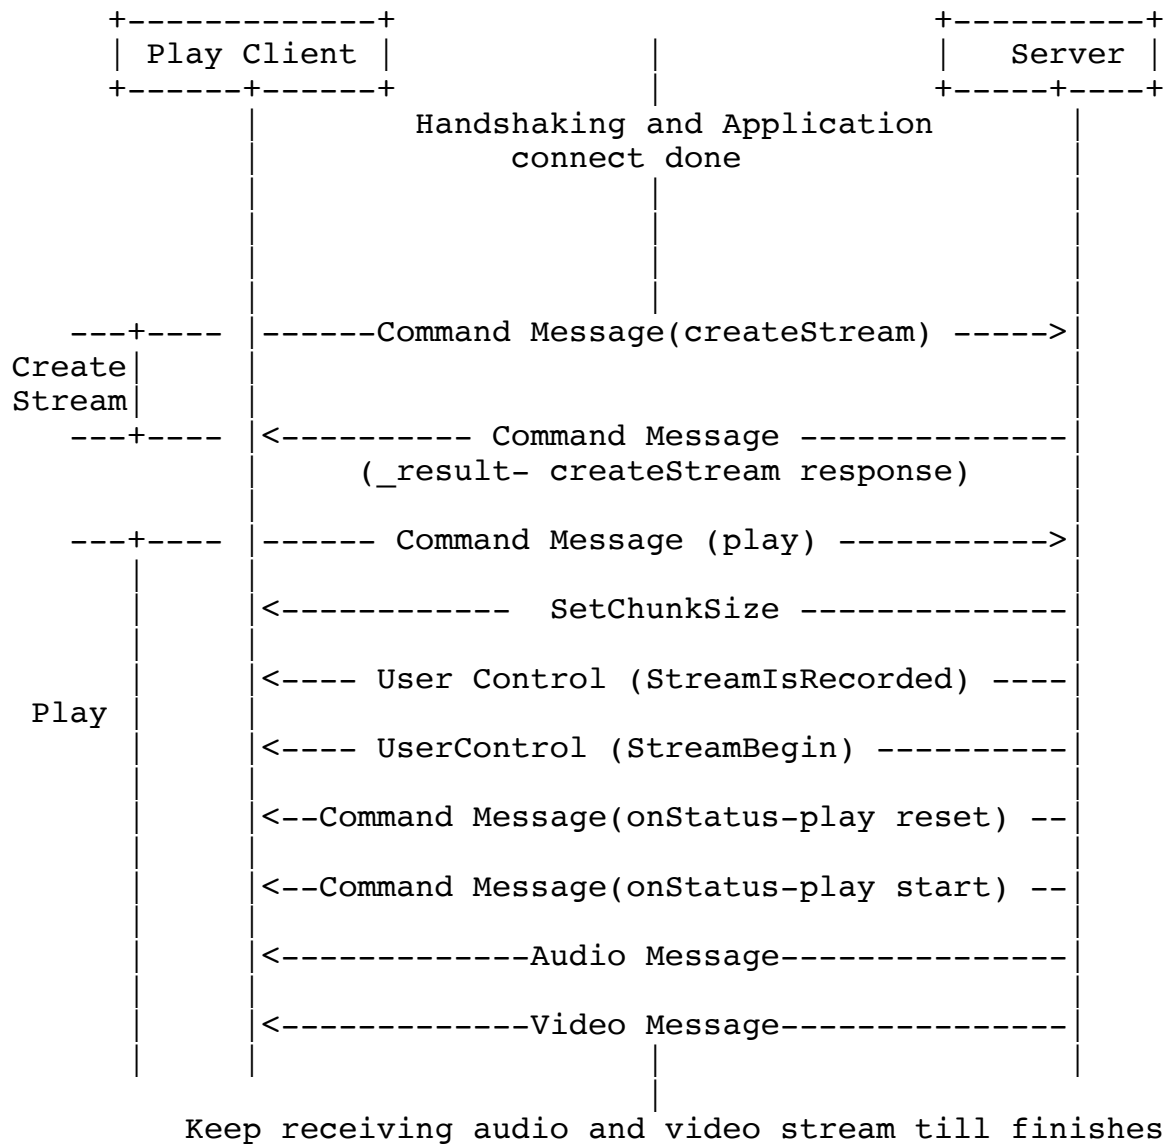 Play Client
Server
Handshaking and Application
connect done
Command Message(createStream)
Create
Stream
Command Message
(_result- createStream response)
Command Message (play)
SetChunkSize
User Control (StreamIsRecorded)
Play
UserControl (StreamBegin)
Command Message(onStatus-play reset)
Command Message(onStatus-play start)
Audio Message
Video Message
Keep receiving audio and video stream till finishes